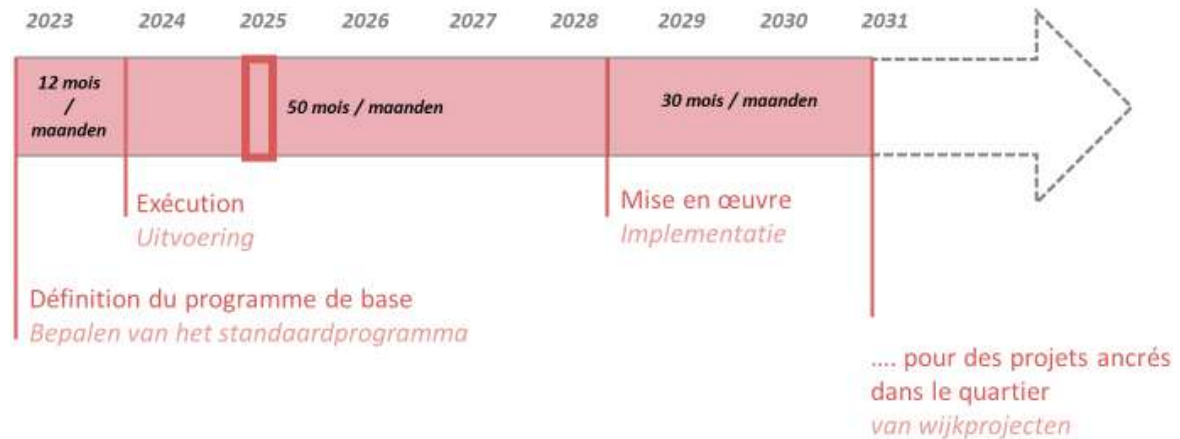 2023 2024 2025 2026 2027 2028 2029 2030 2031
12 mois
/
maanden
50 mois / maanden
30 mois / maanden
Exécution
Uitvoering
Mise en œuvre
Implementatie
Définition du programme de base
Bepalen van het standaardprogramma
.... pour des projets ancrés
dans le quartier
van wijkprojecten